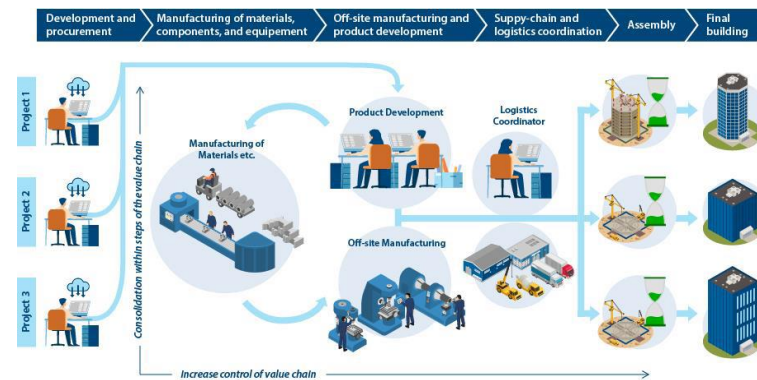 Development and
procurement
Manufacturing of materials,
components, and equipement
Off-site manufacturing and
product development
Suppy-chain and
logistics coordination
Assembly
Final
building
Project 1
Project 2
Project 3
Consolidation within steps of the value chain
Manufacturing of
Materials etc.
Product Development
Logistics
Coordinator
Off-site Manufacturing
Increase control of value chain